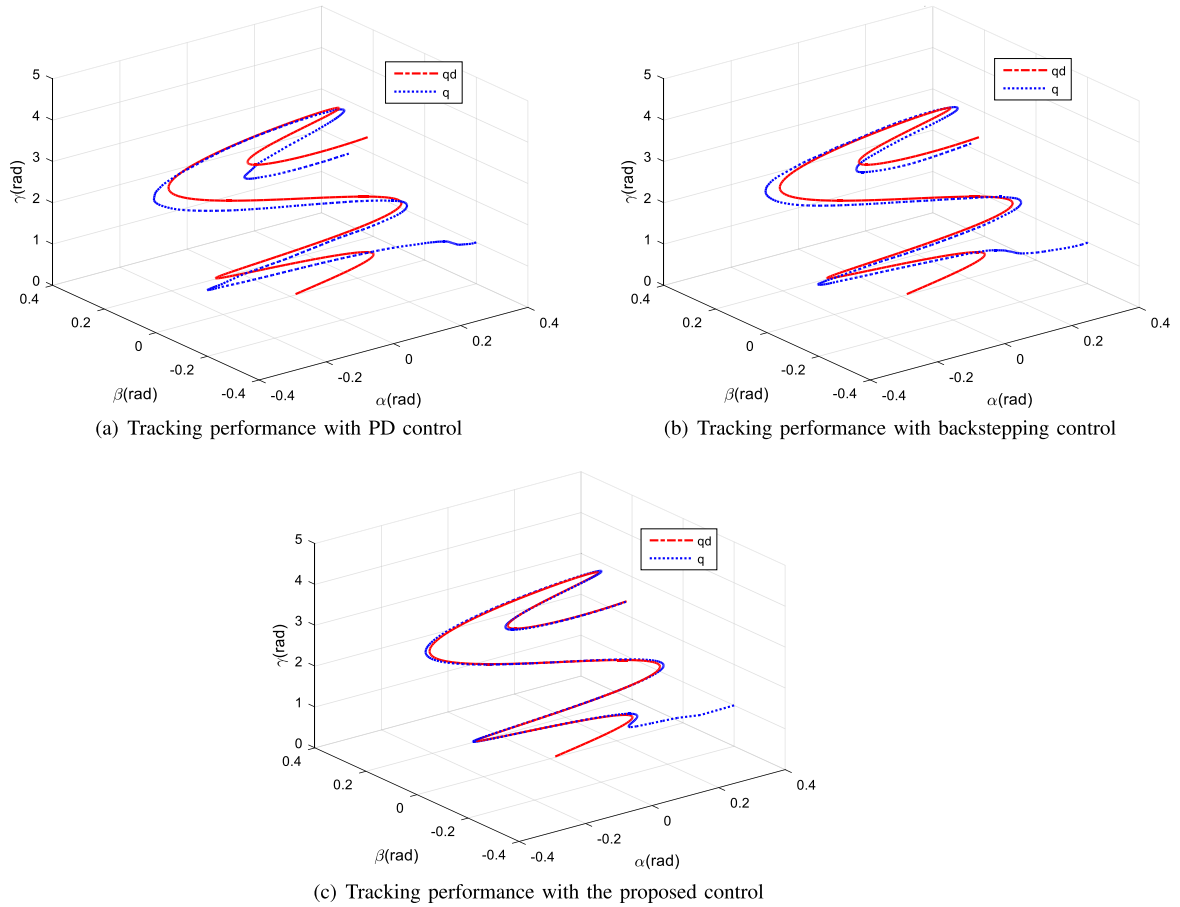 5
4
3
2
1
0
γ(rad)
0.4
0.2
0
-0.2
-0.4
β(rad)
-0.4
-0.2
0
0.2
0.4
α(rad)
qd
q
(a) Tracking performance with PD control
5
4
3
2
1
0
γ(rad)
0.4
0.2
0
-0.2
-0.4
β(rad)
-0.4
-0.2
0
0.2
0.4
α(rad)
qd
q
(b) Tracking performance with backstepping control
5
4
3
2
1
0
γ(rad)
0.4
0.2
0
-0.2
-0.4
β(rad)
-0.4
-0.2
0
0.2
0.4
α(rad)
qd
q
(c) Tracking performance with the proposed control